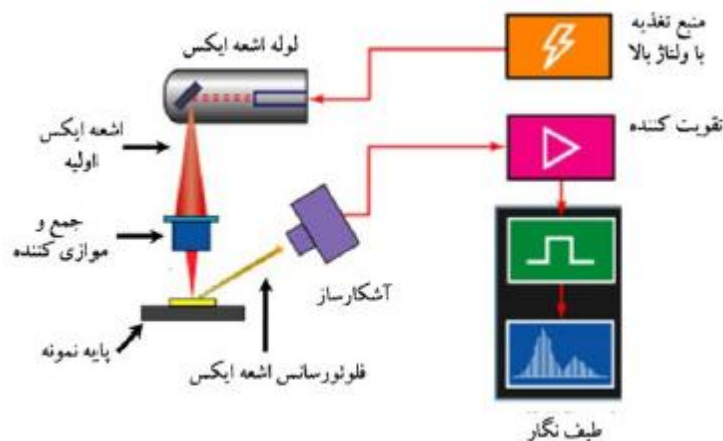 منبع تغذیه
با ولتاژ بالا
لوله اشعه ایکس
تقویت کننده
اشعه ایکس
اولیه
جمع و
موازی کننده
آشکارساز
پایه نمونه
فلوئورسانس اشعه ایکس
طیف نگار